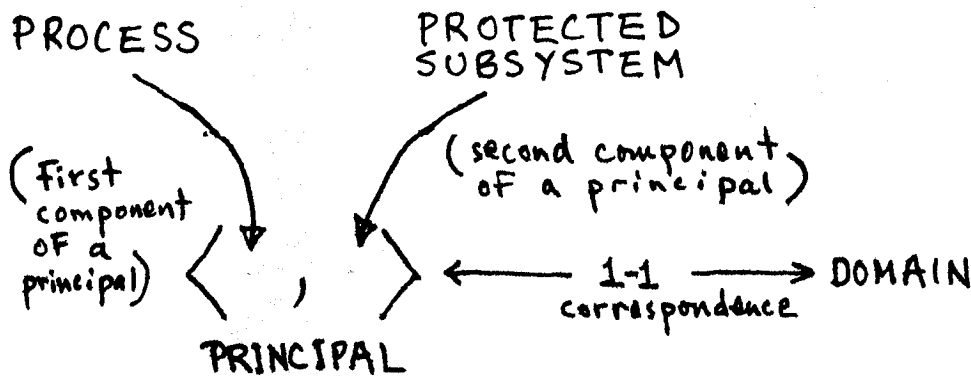 PROCESS
PROTECTED
SUBSYSTEM
(first
component
of a
principal)
(second component
of a principal)
< , >
1-1
correspondence
DOMAIN
PRINCIPAL